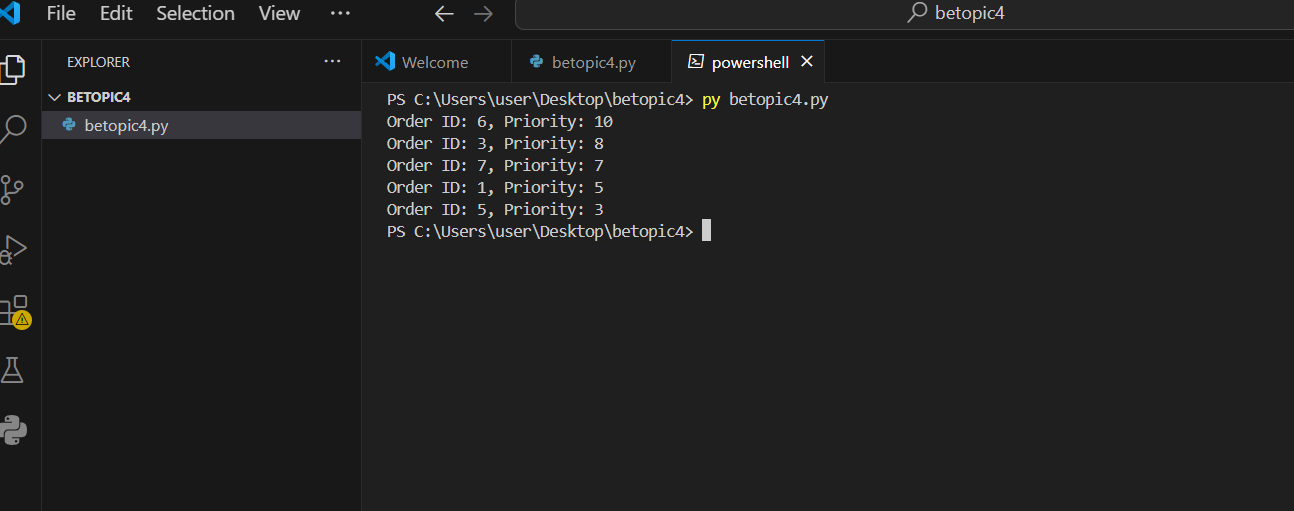 File Edit Selection View ··· betopic4
EXPLORER ···
Welcome betopic4.py powershell
BETOPIC4
betopic4.py
PS C:\Users\user\Desktop\betopic4> py betopic4.py
Order ID: 6, Priority: 10
Order ID: 3, Priority: 8
Order ID: 7, Priority: 7
Order ID: 1, Priority: 5
Order ID: 5, Priority: 3
PS C:\Users\user\Desktop\betopic4>